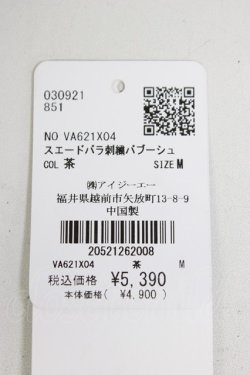 030921
851
NO VA621X04
スエードバラ刺繍バブーシュ
COL 茶 SIZE M
㈱アイジーエー
福井県越前市矢放町13-8-9
中国製
20521262008
VA621X04 茶 M
税込価格 ¥5,390
本体価格( ¥4,900 )